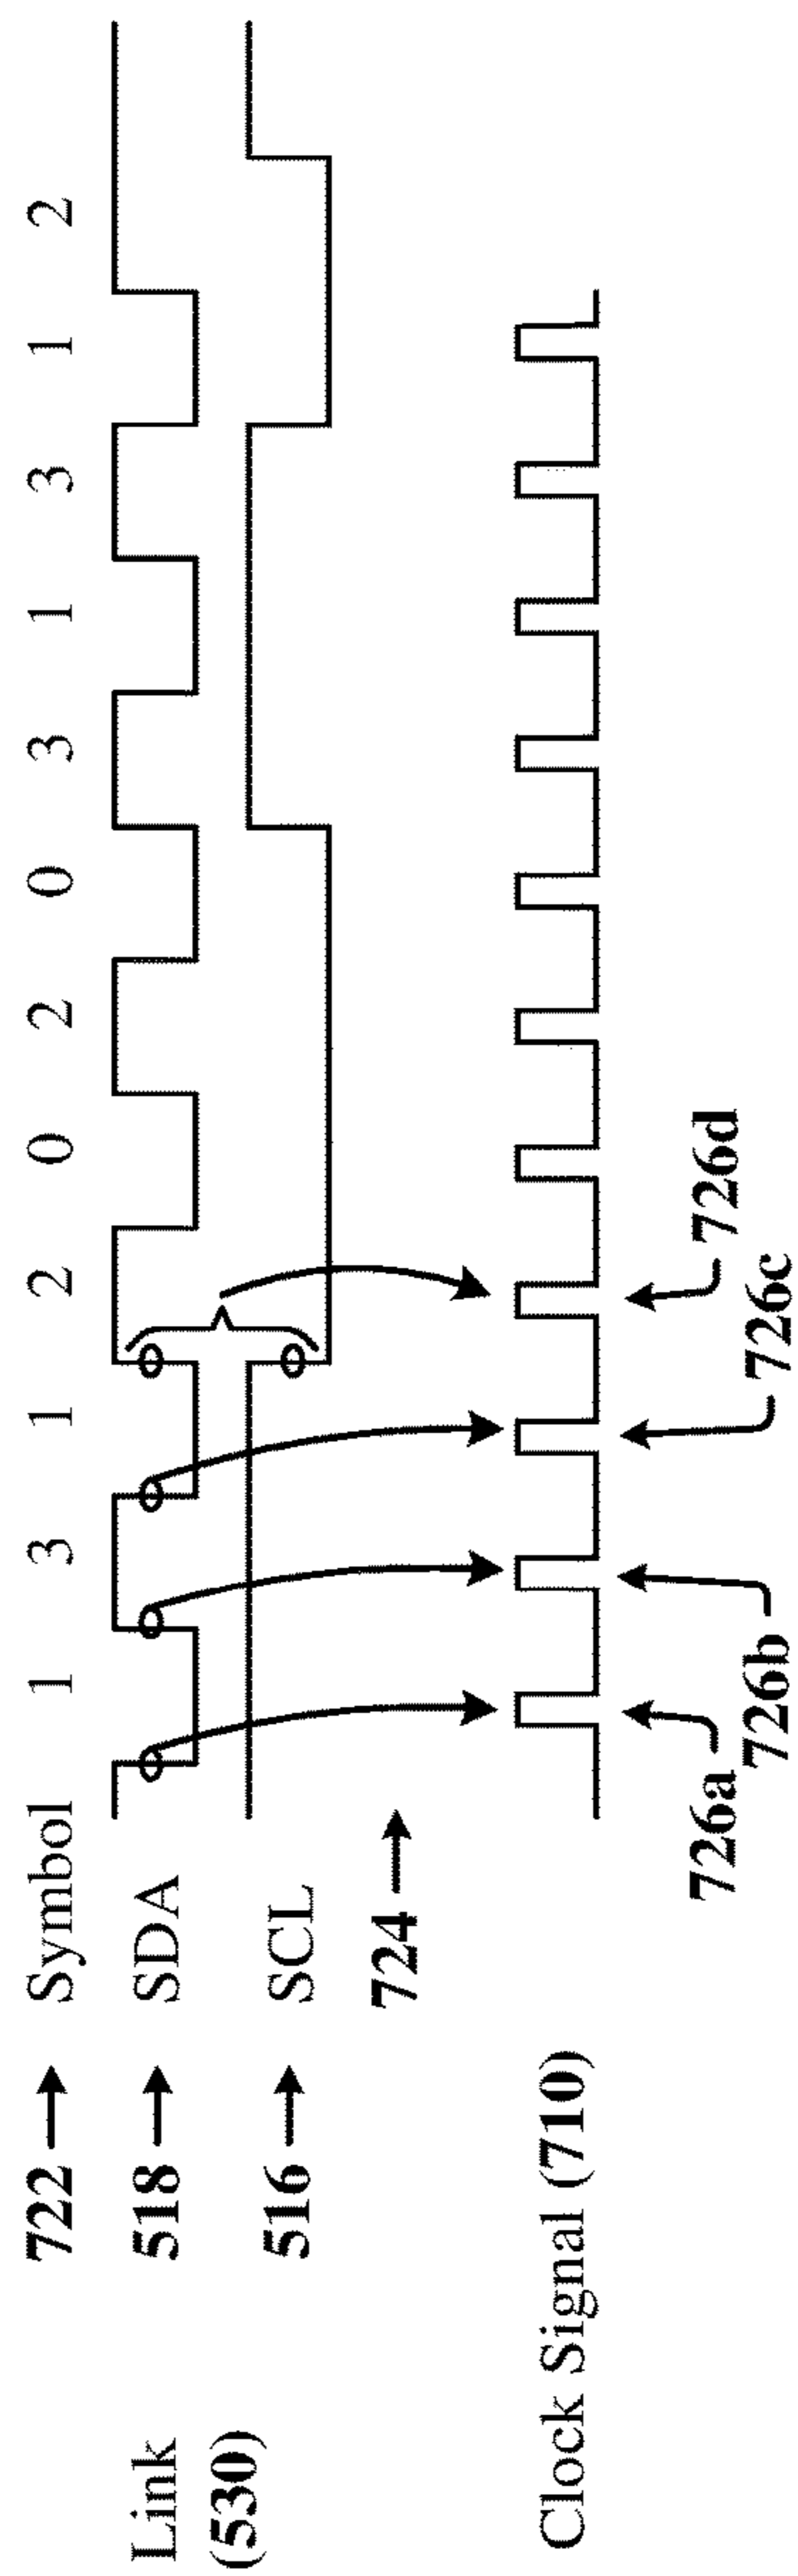 722 → Symbol 1 3 1 2 0 2 0 3 1 3 1 2
Link
(530)
518 → SDA
516 → SCL
724 →
Clock Signal (710)
726a
726b
726c
726d